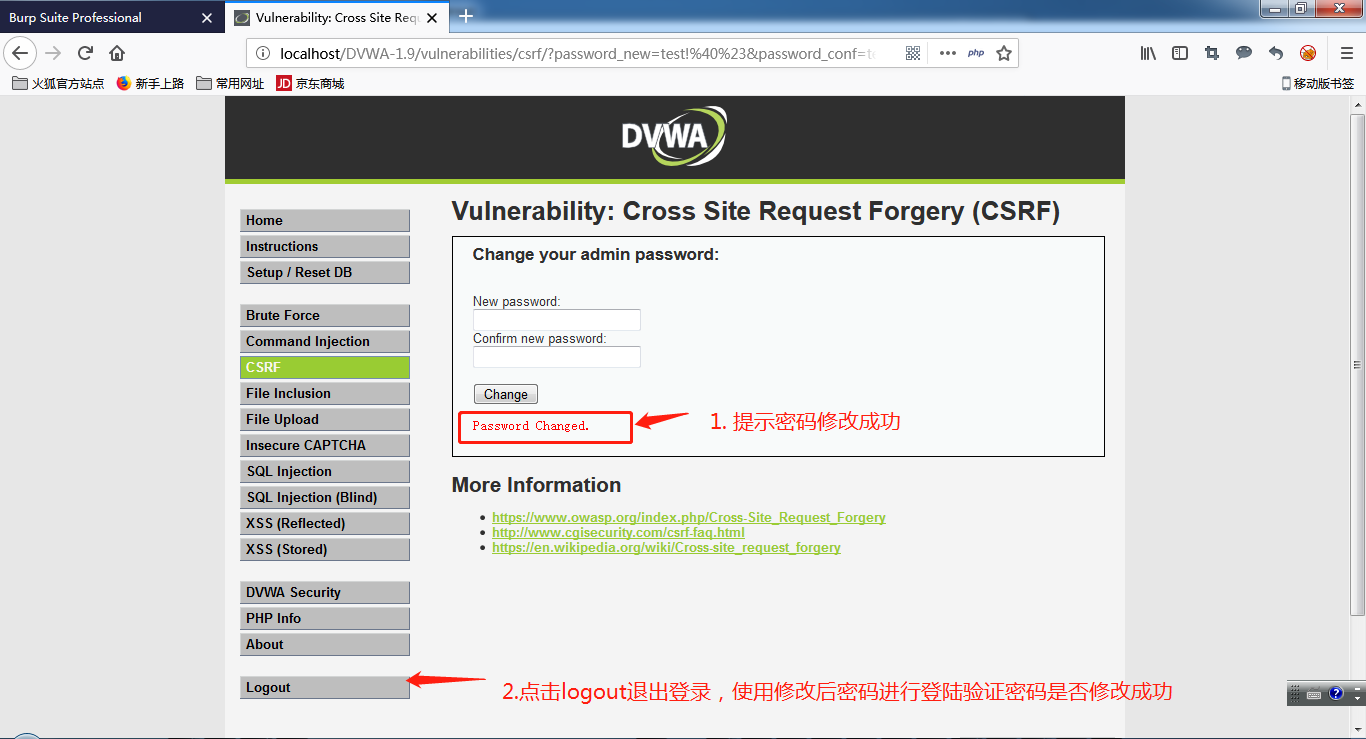 Burp Suite Professional
Vulnerability: Cross Site Requ
localhost/DVWA-1.9/vulnerabilities/csrf/?password_new=test!%40%23&password_conf=te
php
火狐官方站点
新手上路
常用网址
JD 京东商城
移动版书签
DVWA
Home
Instructions
Setup / Reset DB
Brute Force
Command Injection
CSRF
File Inclusion
File Upload
Insecure CAPTCHA
SQL Injection
SQL Injection (Blind)
XSS (Reflected)
XSS (Stored)
DVWA Security
PHP Info
About
Logout
Vulnerability: Cross Site Request Forgery (CSRF)
Change your admin password:
New password:
Confirm new password:
Change
Password Changed.
1. 提示密码修改成功
More Information
https://www.owasp.org/index.php/Cross-Site_Request_Forgery
http://www.cgisecurity.com/csrf-faq.html
https://en.wikipedia.org/wiki/Cross-site_request_forgery
2.点击logout退出登录，使用修改后密码进行登陆验证密码是否修改成功